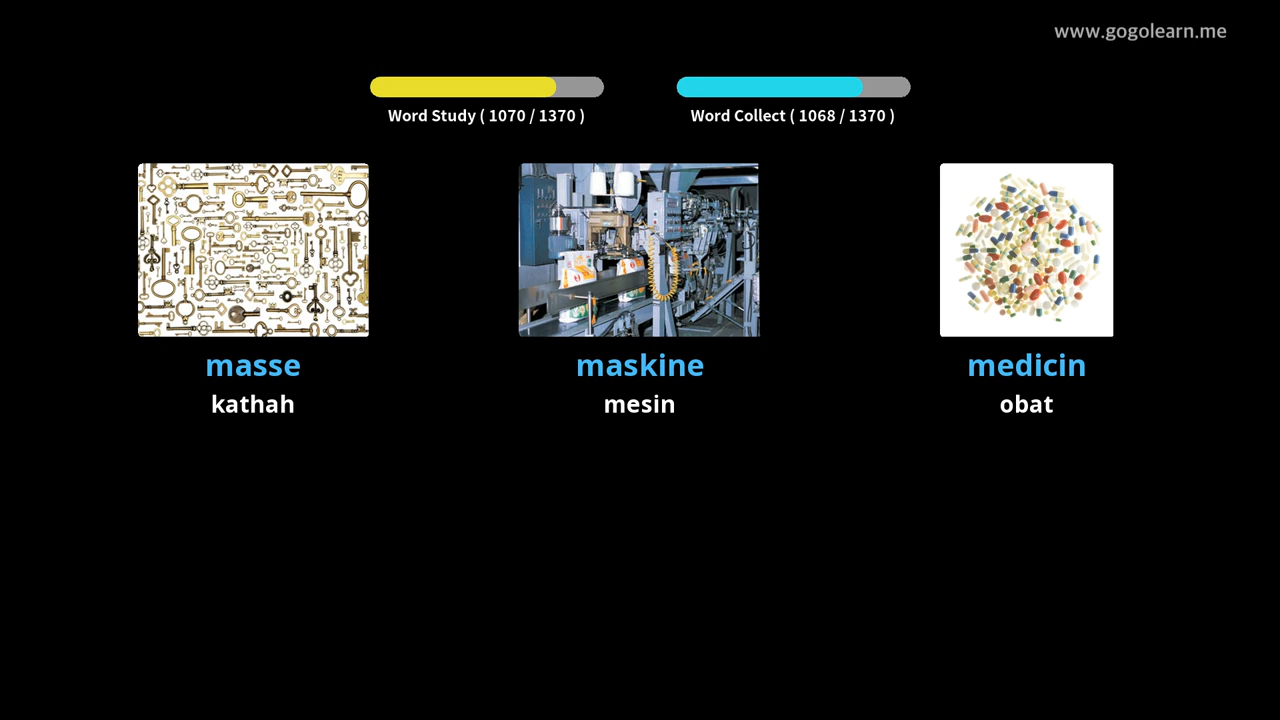 www.gogolearn.me
Word Study ( 1070 / 1370 )
Word Collect ( 1068 / 1370 )
masse
maskine
medicin
kathah
mesin
obat